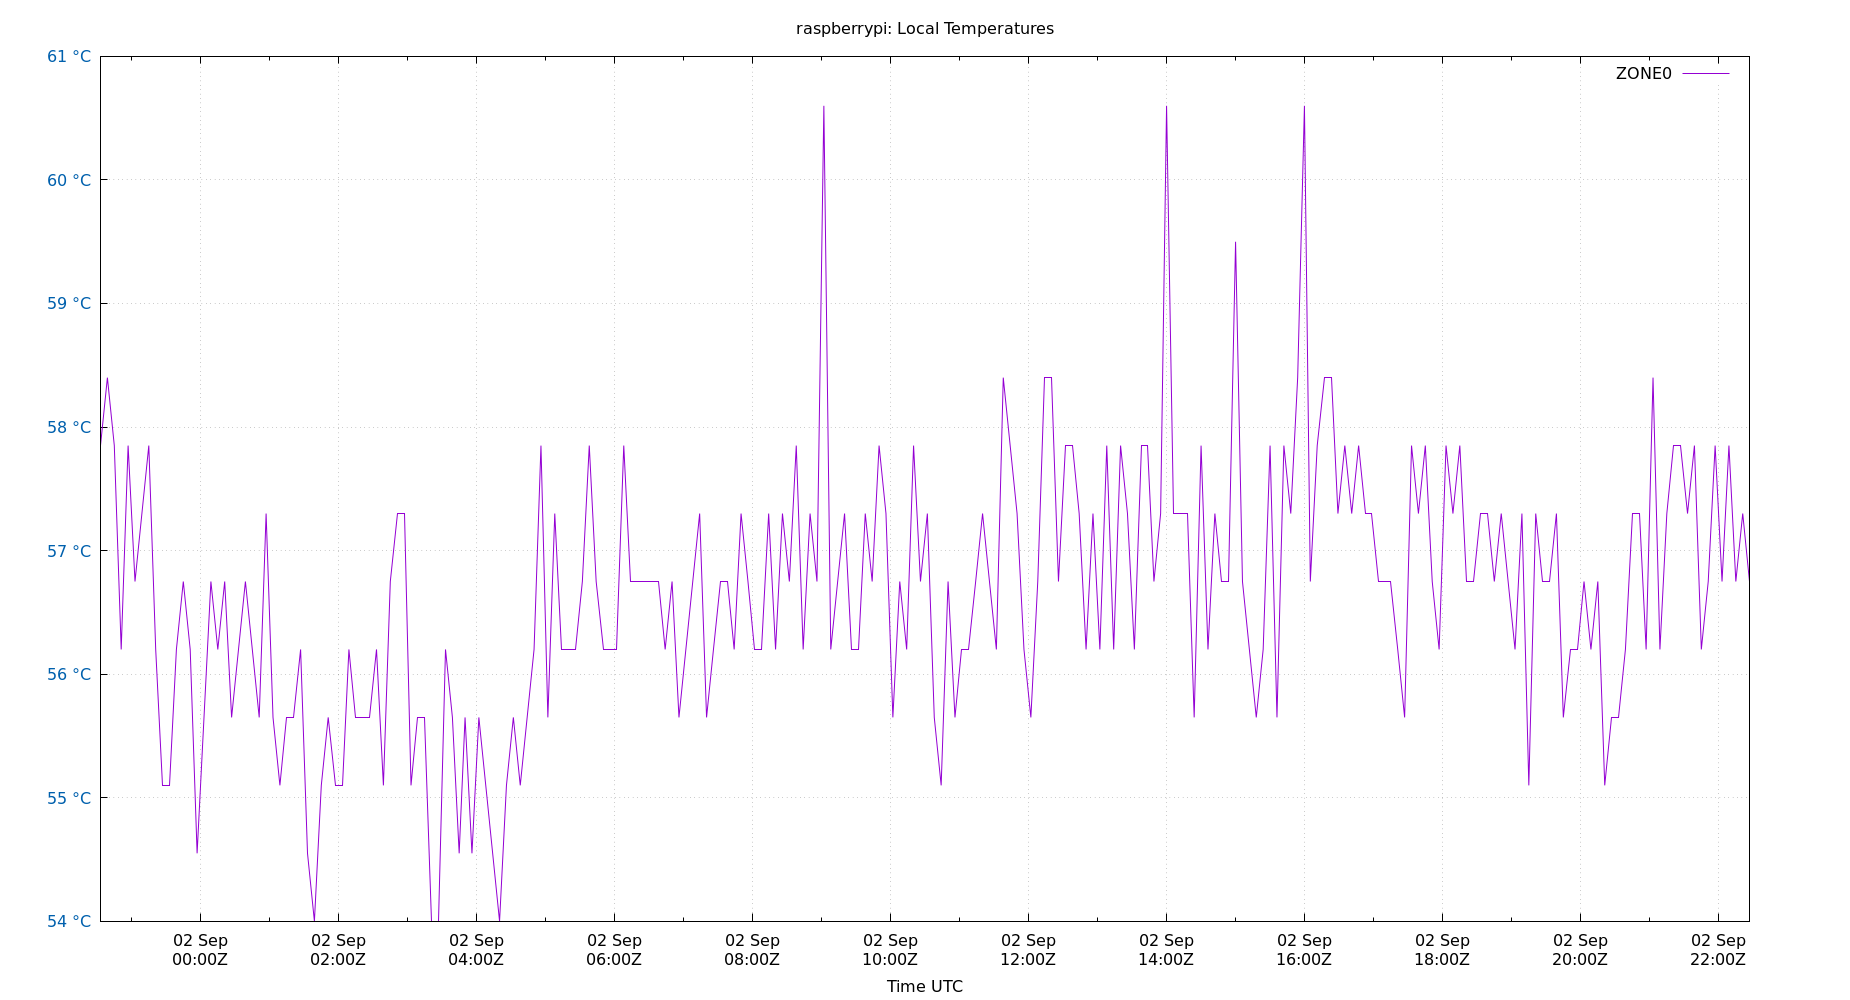 raspberrypi: Local Temperatures
61 °C
ZONE0
60 °C
59 °C
58 °C
57 °C
56 °C
55 °C
54 °C
02 Sep 02 Sep 02 Sep 02 Sep 02 Sep 02 Sep 02 Sep 02 Sep 02 Sep 02 Sep 02 Sep 02 Sep
00:00Z 02:00Z 04:00Z 06:00Z 08:00Z 10:00Z 12:00Z 14:00Z 16:00Z 18:00Z 20:00Z 22:00Z
Time UTC